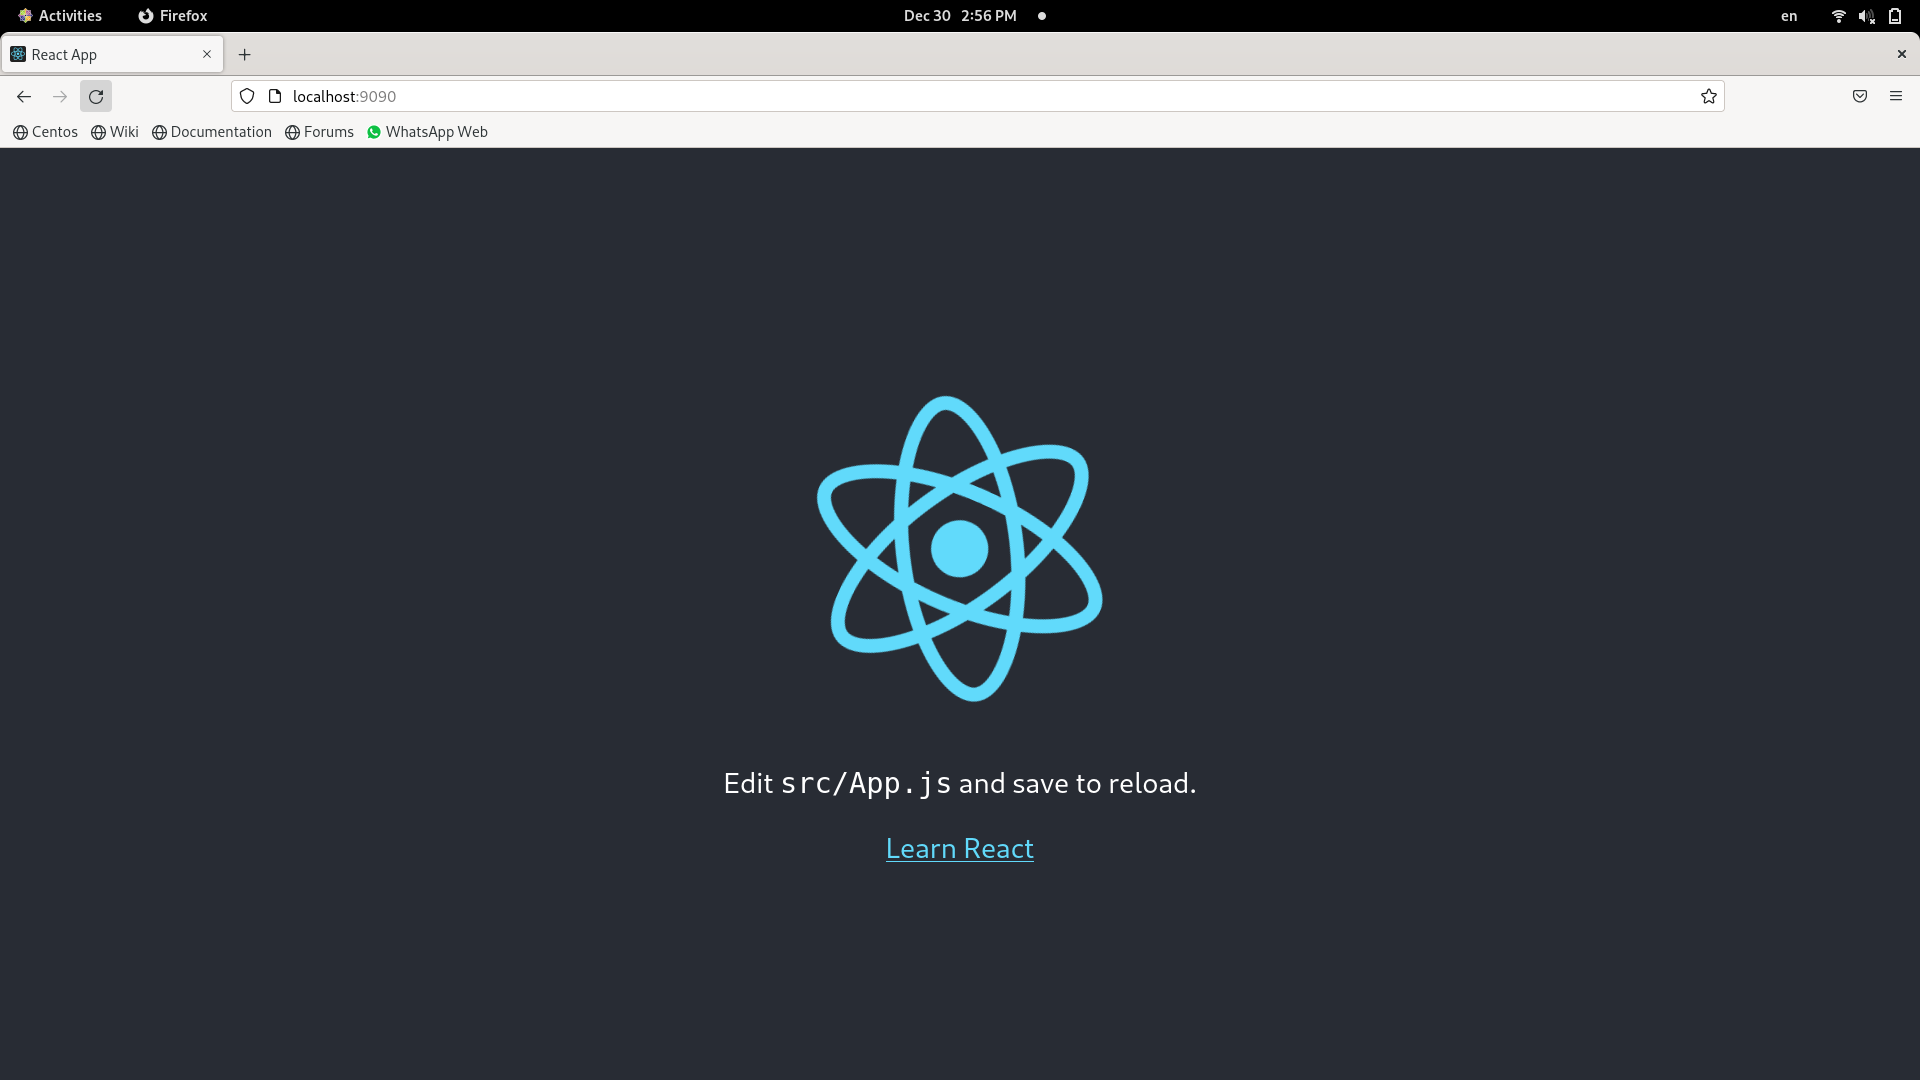 Activities Firefox Dec 30 2:56 PM en
React App
localhost:9090
Centos Wiki Documentation Forums WhatsApp Web
Edit src/App.js and save to reload.
Learn React